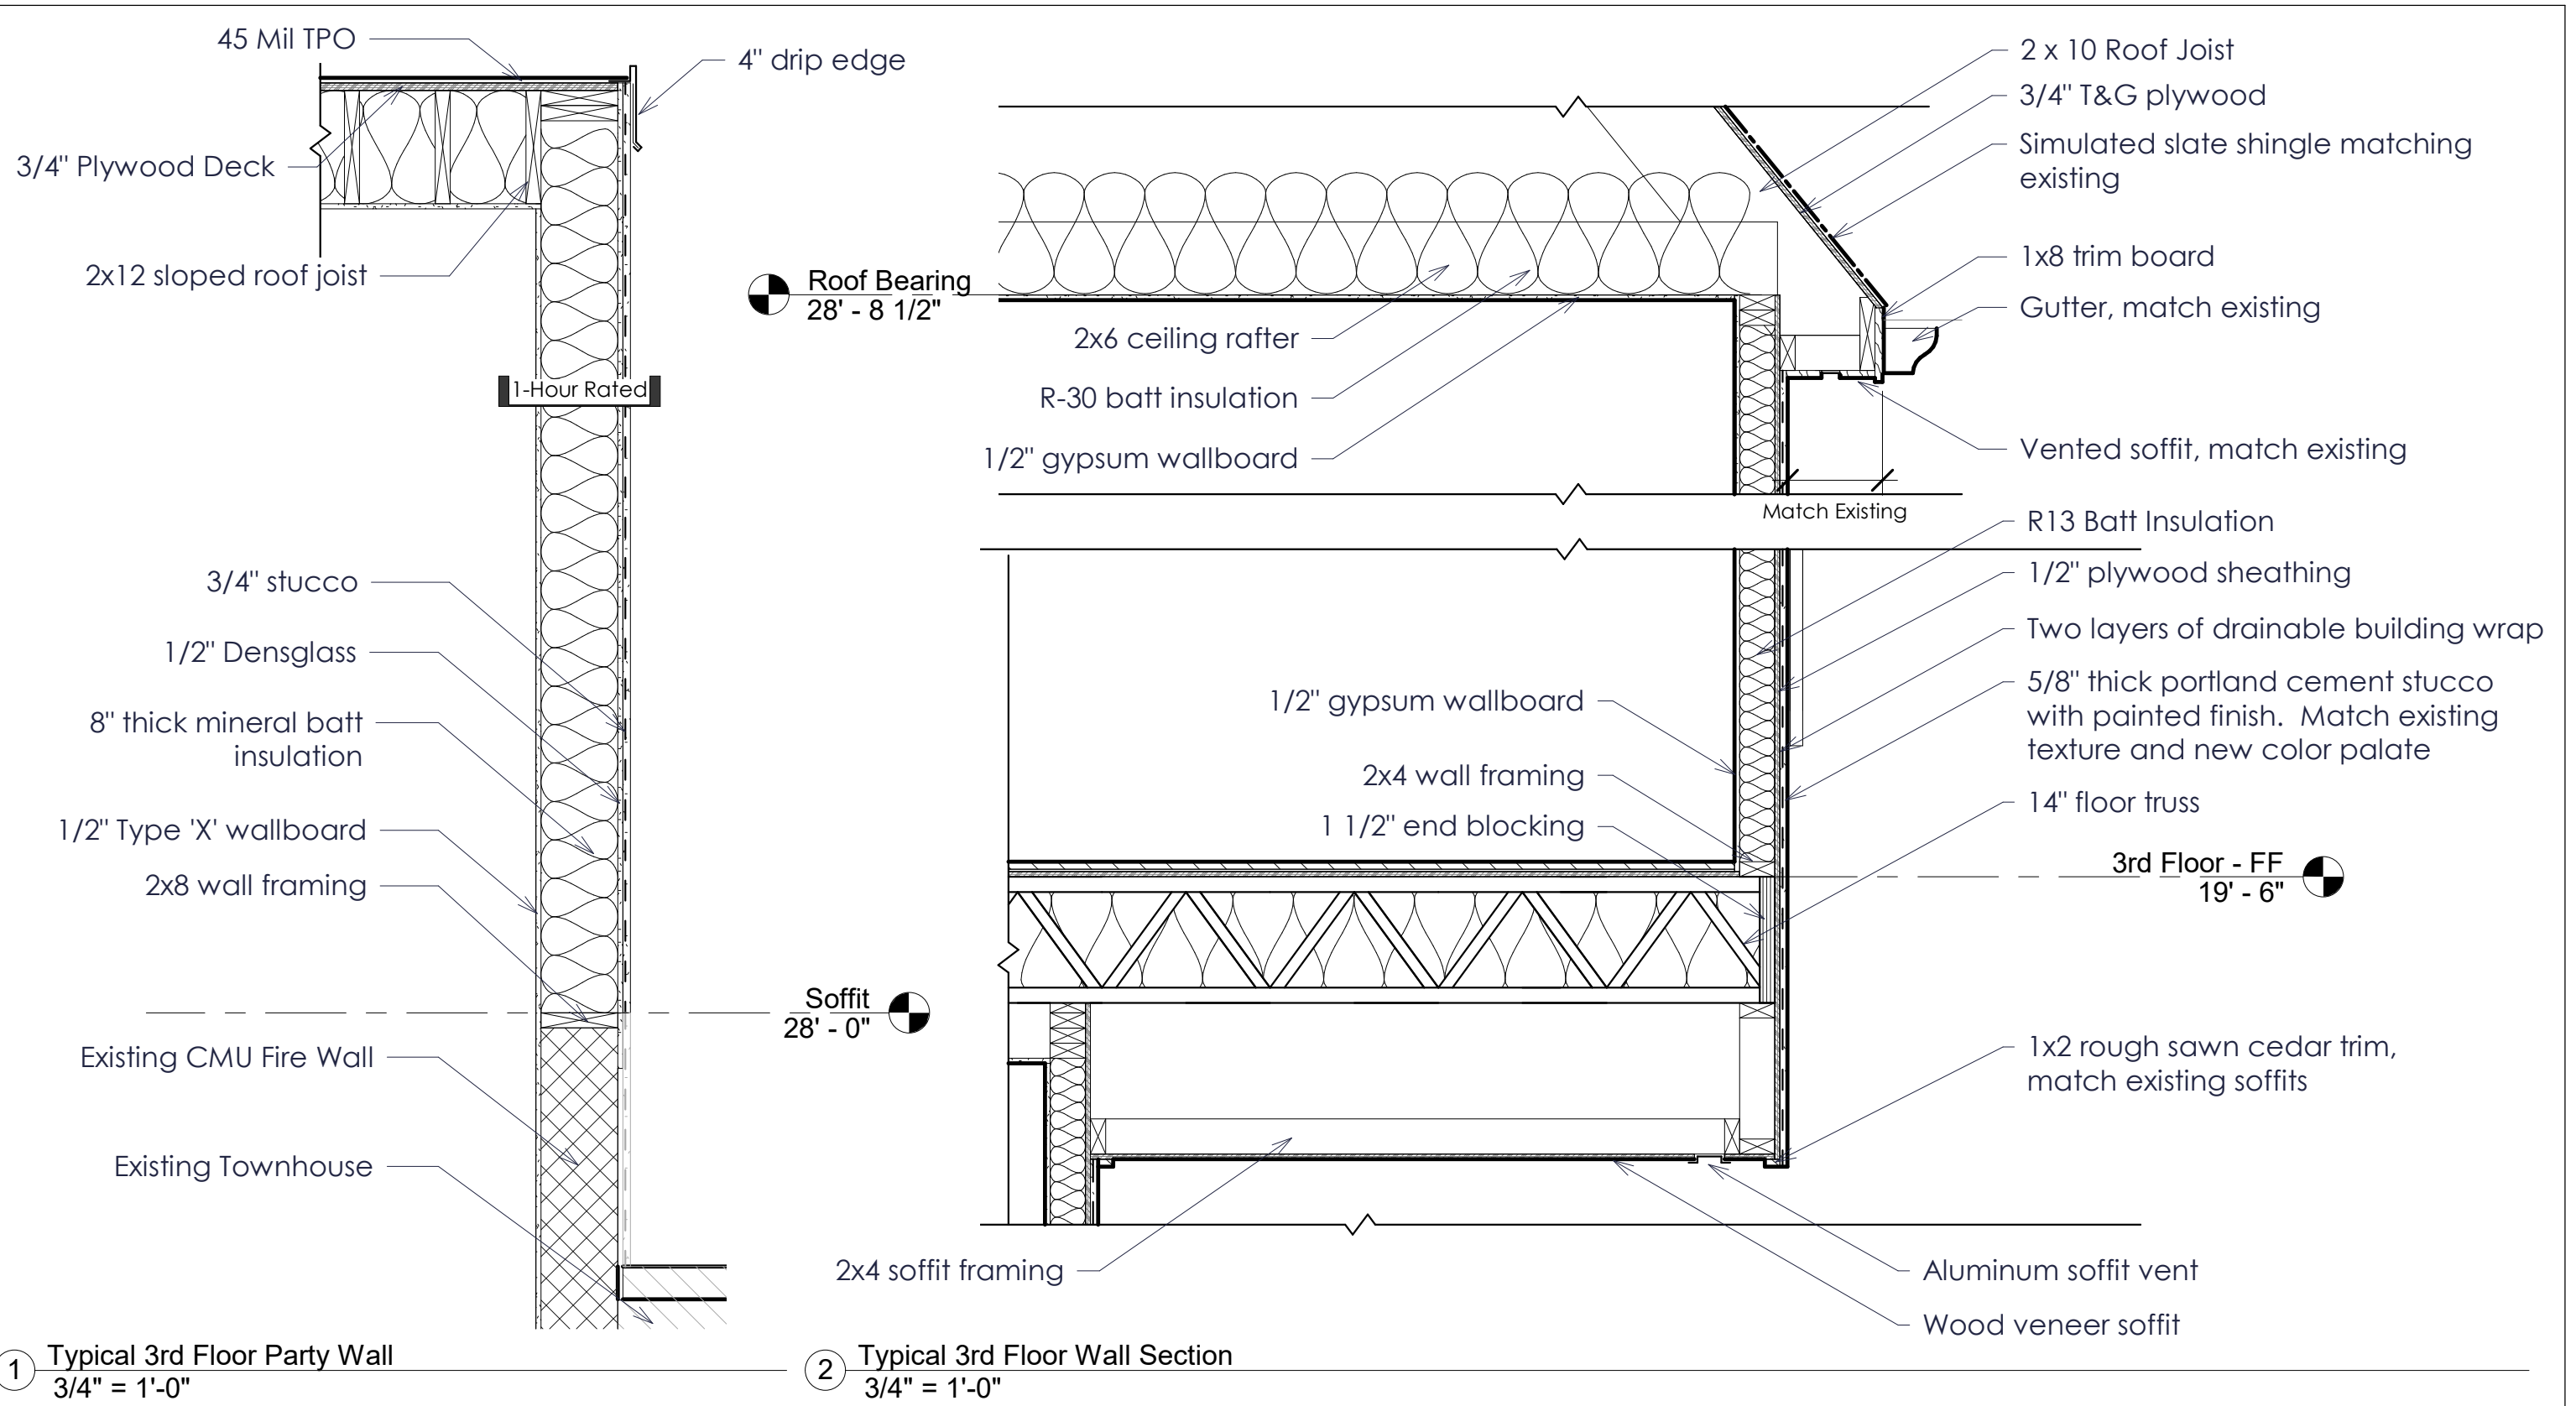 45 Mil TPO
4" drip edge
3/4" Plywood Deck
2x12 sloped roof joist
1-Hour Rated
3/4" stucco
1/2" Densglass
8" thick mineral batt
insulation
1/2" Type 'X' wallboard
2x8 wall framing
Soffit
28' - 0"
Existing CMU Fire Wall
Existing Townhouse
1
Typical 3rd Floor Party Wall
3/4" = 1'-0"
2 x 10 Roof Joist
3/4" T&G plywood
Simulated slate shingle matching
existing
1x8 trim board
Gutter, match existing
Roof Bearing
28' - 8 1/2"
2x6 ceiling rafter
R-30 batt insulation
1/2" gypsum wallboard
Vented soffit, match existing
Match Existing
R13 Batt Insulation
1/2" plywood sheathing
Two layers of drainable building wrap
5/8" thick portland cement stucco
with painted finish.  Match existing
texture and new color palate
1/2" gypsum wallboard
2x4 wall framing
1 1/2" end blocking
14" floor truss
3rd Floor - FF
19' - 6"
1x2 rough sawn cedar trim,
match existing soffits
2x4 soffit framing
Aluminum soffit vent
Wood veneer soffit
2
Typical 3rd Floor Wall Section
3/4" = 1'-0"